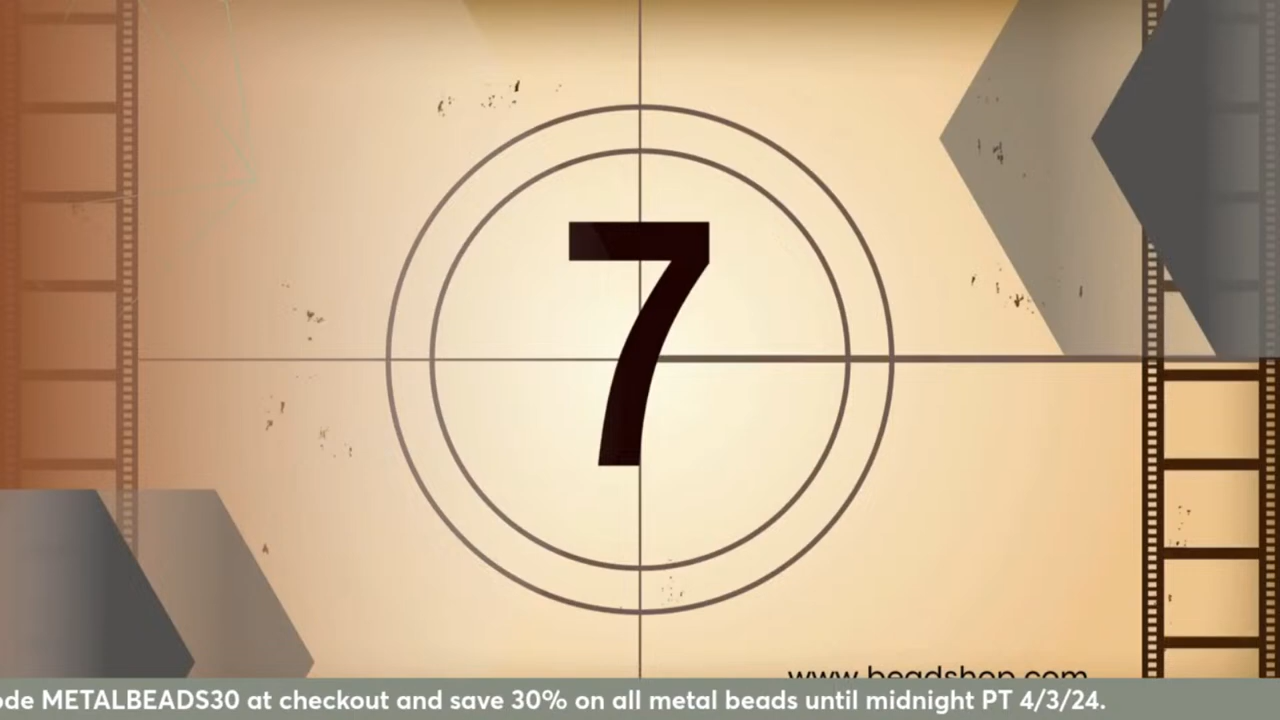 7
www.beadshop.com
ode METALBEADS30 at checkout and save 30% on all metal beads until midnight PT 4/3/24.